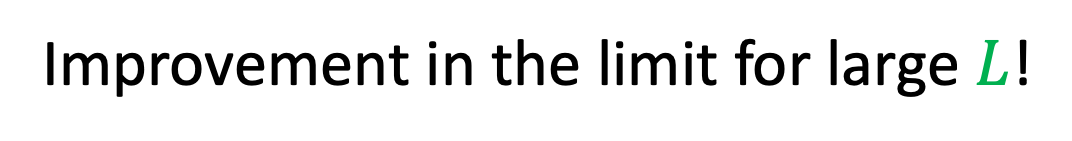 Improvement in the limit for large L!